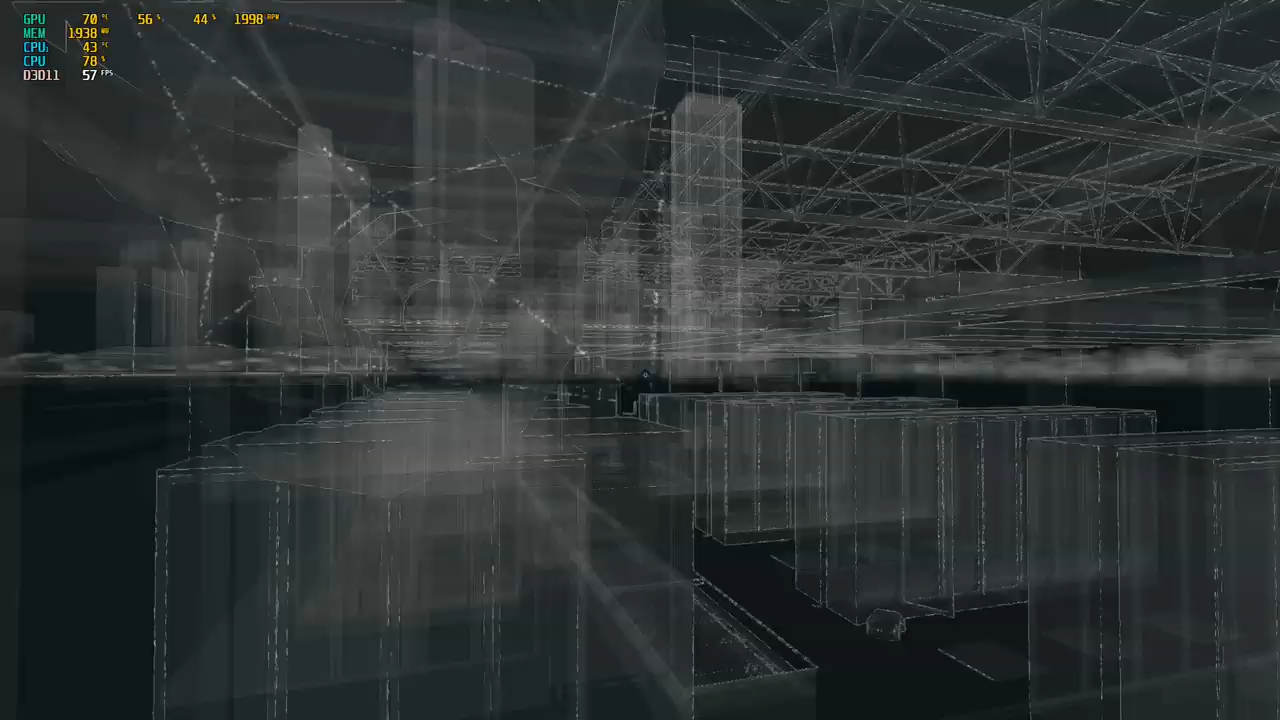 GPU 70 °C 56 % 44 % 1998 RPM
MEM 1938 MB
CPU 43 °C
CPU 78 %
D3D11 57 FPS